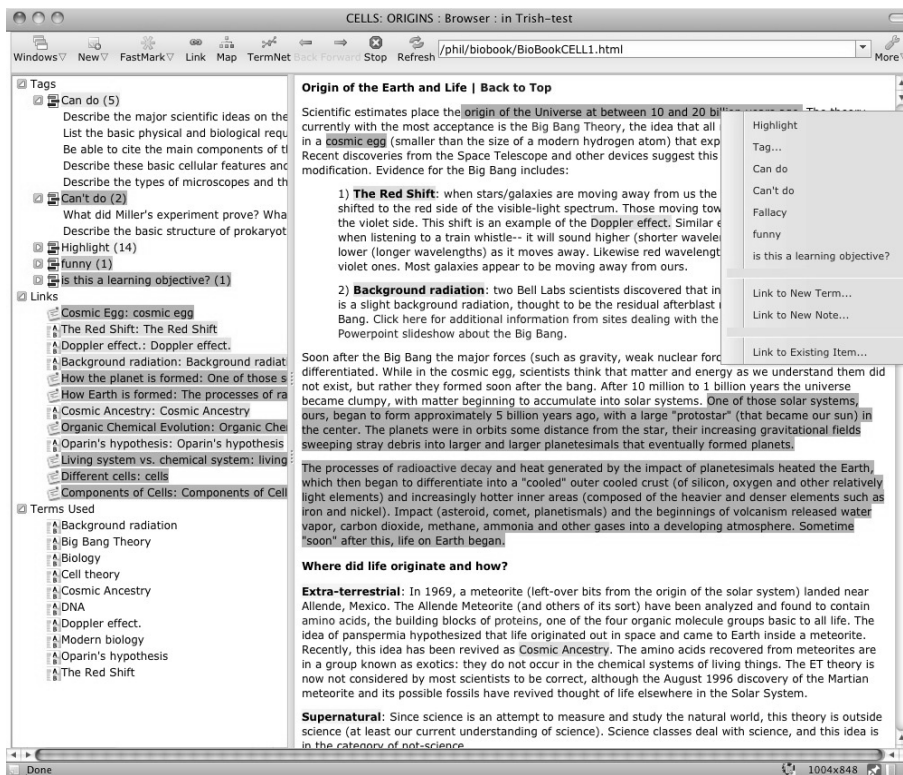 CELLS: ORIGINS : Browser : in Trish-test
Windows New FastMark Link Map TermNet Back Forward Stop Refresh /phil/biobook/BioBookCELL1.html More
Tags
Can do (5)
Describe the major scientific ideas on the
List the basic physical and biological requ
Be able to cite the main components of t
Describe these basic cellular features and
Describe the types of microscopes and th
Can't do (2)
What did Miller's experiment prove? Wha
Describe the basic structure of prokaryot
Highlight (14)
funny (1)
is this a learning objective? (1)
Links
Cosmic Egg: cosmic egg
The Red Shift: The Red Shift
Doppler effect.: Doppler effect.
Background radiation: Background radiat
How the planet is formed: One of those s
How Earth is formed: The processes of ra
Cosmic Ancestry: Cosmic Ancestry
Organic Chemical Evolution: Organic Che
Oparin's hypothesis: Oparin's hypothesis
Living system vs. chemical system: living
Different cells: cells
Components of Cells: Components of Cell
Terms Used
Background radiation
Big Bang Theory
Biology
Cell theory
Cosmic Ancestry
DNA
Doppler effect.
Modern biology
Oparin's hypothesis
The Red Shift
Origin of the Earth and Life | Back to Top
Scientific estimates place the origin of the Universe at between 10 and 20 billion years ago. The theory
currently with the most acceptance is the Big Bang Theory, the idea that all
in a cosmic egg (smaller than the size of a modern hydrogen atom) that exp
Recent discoveries from the Space Telescope and other devices suggest this
modification. Evidence for the Big Bang includes:
1) The Red Shift: when stars/galaxies are moving away from us the
shifted to the red side of the visible-light spectrum. Those moving tow
the violet side. This shift is an example of the Doppler effect. Similar e
when listening to a train whistle-- it will sound higher (shorter wavele
lower (longer wavelengths) as it moves away. Likewise red wavelengt
violet ones. Most galaxies appear to be moving away from ours.
2) Background radiation: two Bell Labs scientists discovered that in
is a slight background radiation, thought to be the residual afterblast
Bang. Click here for additional information from sites dealing with the
Powerpoint slideshow about the Big Bang.
Soon after the Big Bang the major forces (such as gravity, weak nuclear forc
differentiated. While in the cosmic egg, scientists think that matter and energy as we understand them did
not exist, but rather they formed soon after the bang. After 10 million to 1 billion years the universe
became clumpy, with matter beginning to accumulate into solar systems. One of those solar systems,
ours, began to form approximately 5 billion years ago, with a large "protostar" (that became our sun) in
the center. The planets were in orbits some distance from the star, their increasing gravitational fields
sweeping stray debris into larger and larger planetesimals that eventually formed planets.
The processes of radioactive decay and heat generated by the impact of planetesimals heated the Earth,
which then began to differentiate into a "cooled" outer cooled crust (of silicon, oxygen and other relatively
light elements) and increasingly hotter inner areas (composed of the heavier and denser elements such as
iron and nickel). Impact (asteroid, comet, planetismals) and the beginnings of volcanism released water
vapor, carbon dioxide, methane, ammonia and other gases into a developing atmosphere. Sometime
"soon" after this, life on Earth began.
Where did life originate and how?
Extra-terrestrial: In 1969, a meteorite (left-over bits from the origin of the solar system) landed near
Allende, Mexico. The Allende Meteorite (and others of its sort) have been analyzed and found to contain
amino acids, the building blocks of proteins, one of the four organic molecule groups basic to all life. The
idea of panspermia hypothesized that life originated out in space and came to Earth inside a meteorite.
Recently, this idea has been revived as Cosmic Ancestry. The amino acids recovered from meteorites are
in a group known as exotics: they do not occur in the chemical systems of living things. The ET theory is
now not considered by most scientists to be correct, although the August 1996 discovery of the Martian
meteorite and its possible fossils have revived thought of life elsewhere in the Solar System.
Supernatural: Since science is an attempt to measure and study the natural world, this theory is outside
science (at least our current understanding of science). Science classes deal with science, and this idea is
in the category of not-science.
Highlight
Tag...
Can do
Can't do
Fallacy
funny
is this a learning objective?
Link to New Term...
Link to New Note...
Link to Existing Item...
Done
1004x848